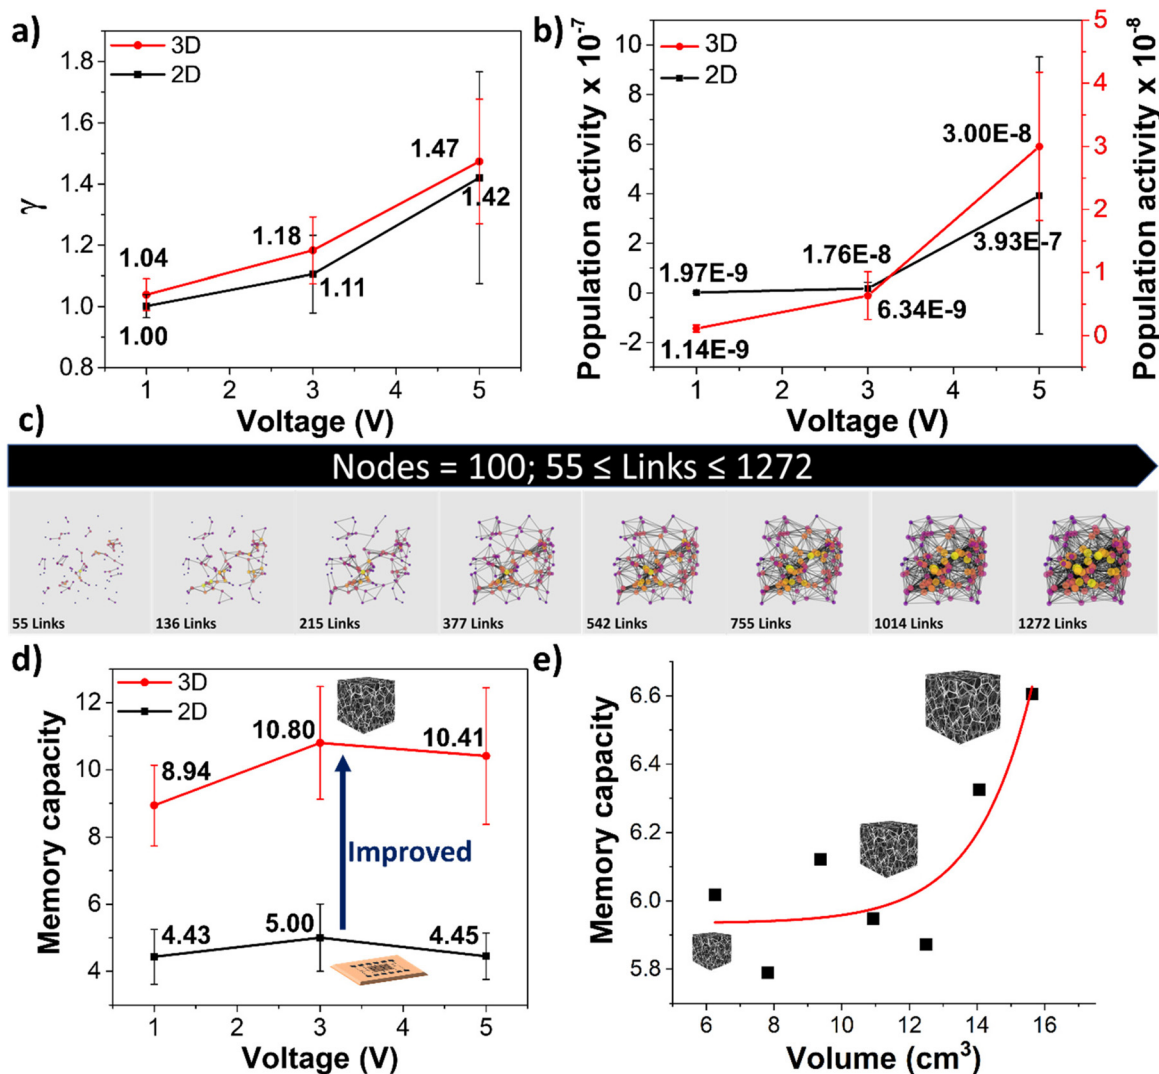 a)
3D
2D
1.8
1.6
1.4
1.2
1.0
0.8
γ
1.04
1.18
1.47
1.00
1.11
1.42
1 2 3 4 5
Voltage (V)
b)
3D
2D
10
8
6
4
2
0
-2
Population activity x 10⁻⁷
5
4
3
2
1
0
Population activity x 10⁻⁸
3.00E-8
1.76E-8
1.97E-9
3.93E-7
6.34E-9
1.14E-9
1 2 3 4 5
Voltage (V)
c)
Nodes = 100; 55 ≤ Links ≤ 1272
55 Links
136 Links
215 Links
377 Links
542 Links
755 Links
1014 Links
1272 Links
d)
3D
2D
12
10
8
6
4
Memory capacity
8.94
10.80
10.41
Improved
4.43
5.00
4.45
1 2 3 4 5
Voltage (V)
e)
6.6
6.4
6.2
6.0
5.8
Memory capacity
6 8 10 12 14 16
Volume (cm³)